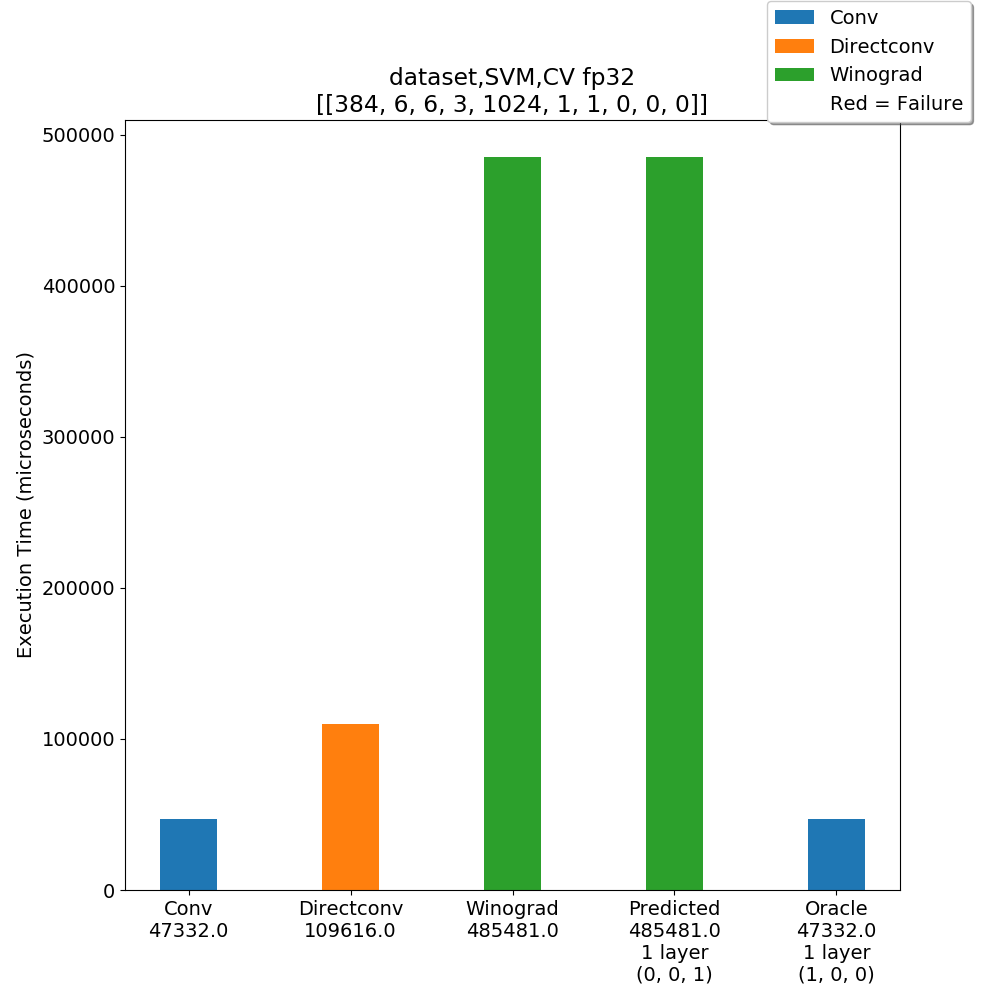 Conv
Directconv
Winograd
Red = Failure
dataset,SVM,CV fp32
[[384, 6, 6, 3, 1024, 1, 1, 0, 0, 0]]
Execution Time (microseconds)
500000
400000
300000
200000
100000
0
Conv
47332.0
Directconv
109616.0
Winograd
485481.0
Predicted
485481.0
1 layer
(0, 0, 1)
Oracle
47332.0
1 layer
(1, 0, 0)